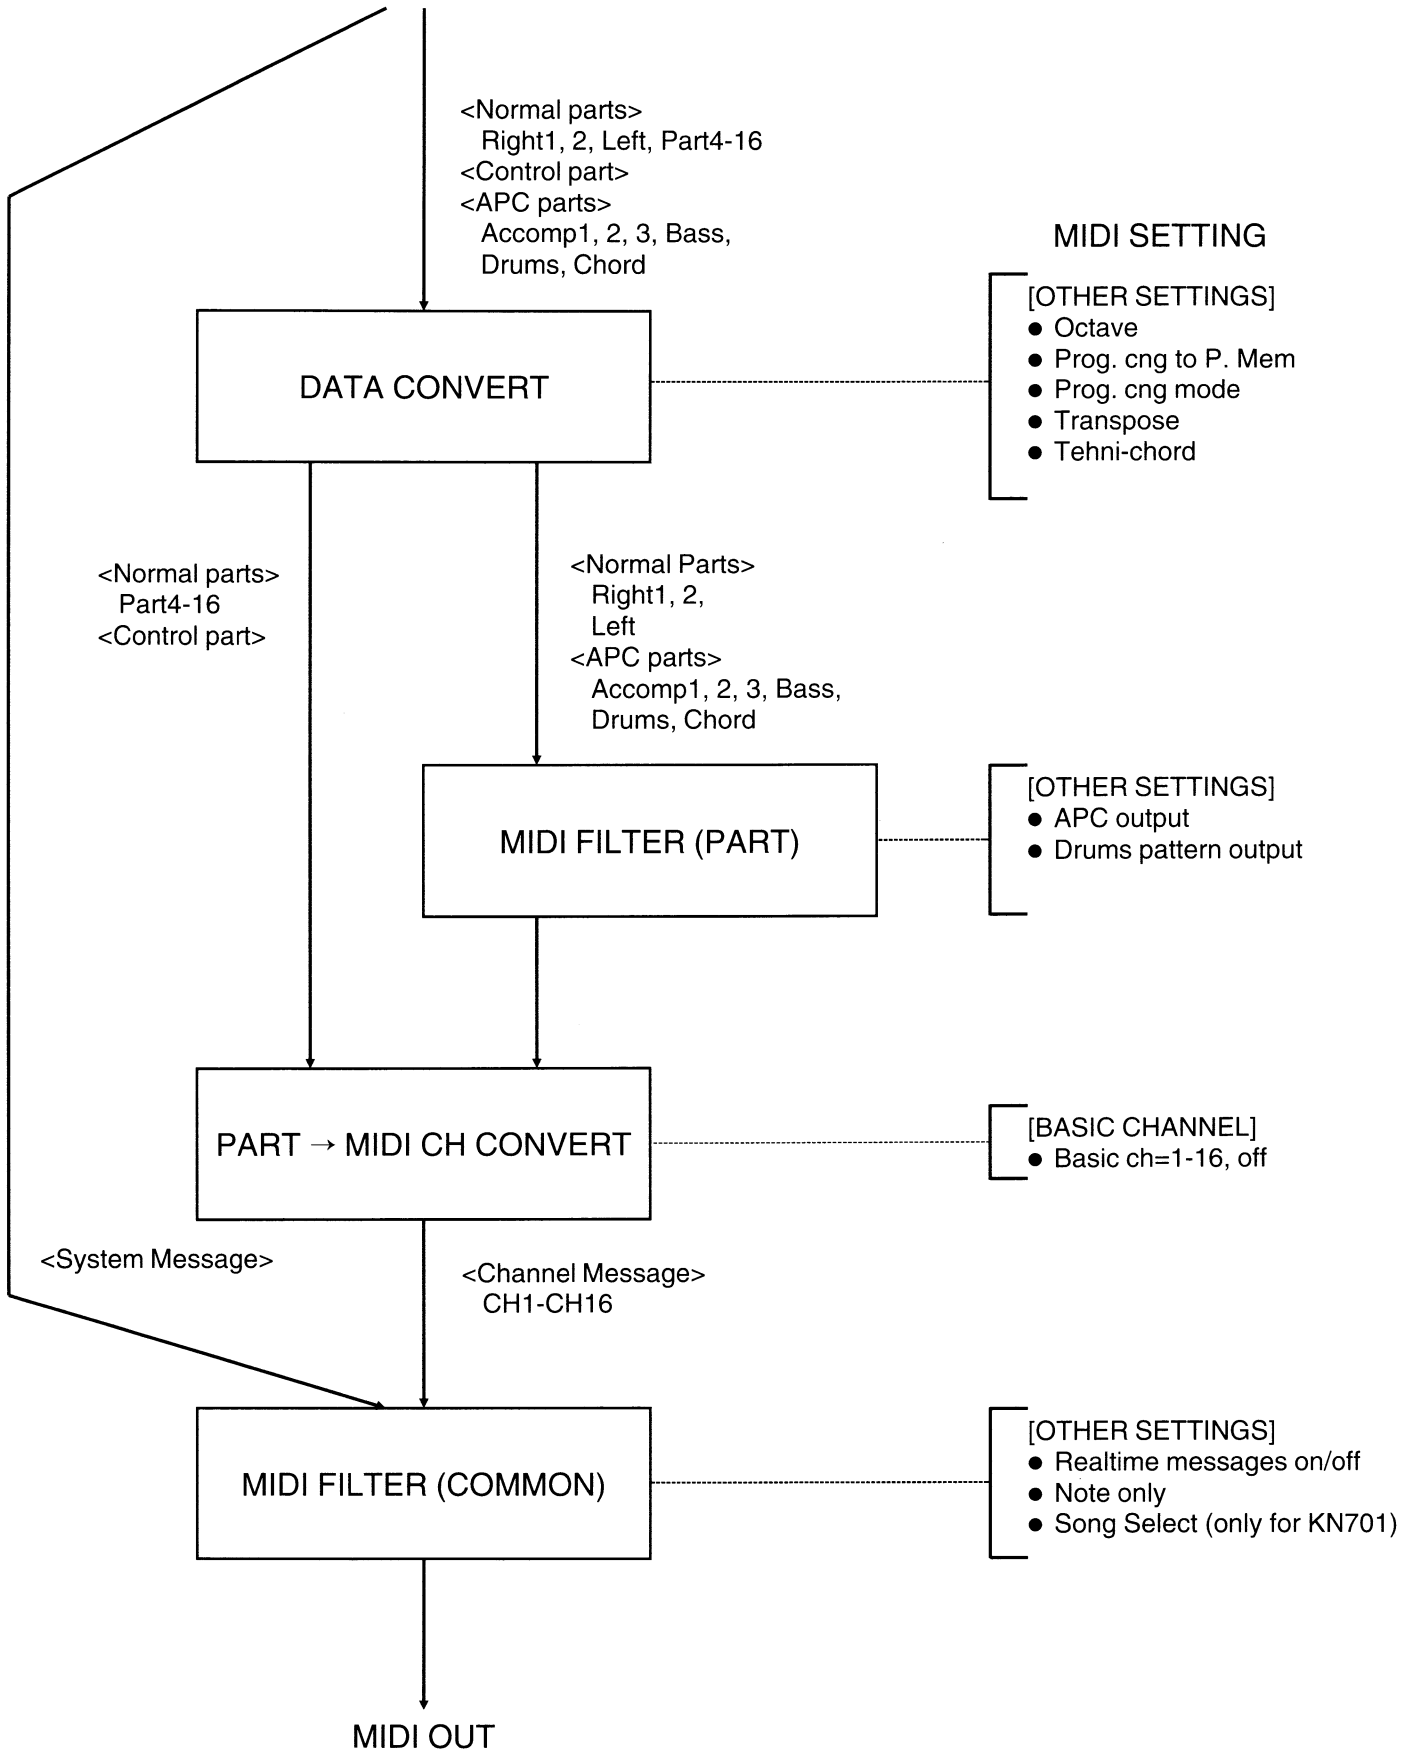 <Normal parts>
Right1, 2, Left, Part4-16
<Control part>
<APC parts>
Accomp1, 2, 3, Bass,
Drums, Chord
MIDI SETTING
DATA CONVERT
[OTHER SETTINGS]
● Octave
● Prog. cng to P. Mem
● Prog. cng mode
● Transpose
● Tehni-chord
<Normal parts>
Part4-16
<Control part>
<Normal Parts>
Right1, 2,
Left
<APC parts>
Accomp1, 2, 3, Bass,
Drums, Chord
MIDI FILTER (PART)
[OTHER SETTINGS]
● APC output
● Drums pattern output
PART → MIDI CH CONVERT
[BASIC CHANNEL]
● Basic ch=1-16, off
<System Message>
<Channel Message>
CH1-CH16
MIDI FILTER (COMMON)
[OTHER SETTINGS]
● Realtime messages on/off
● Note only
● Song Select (only for KN701)
MIDI OUT